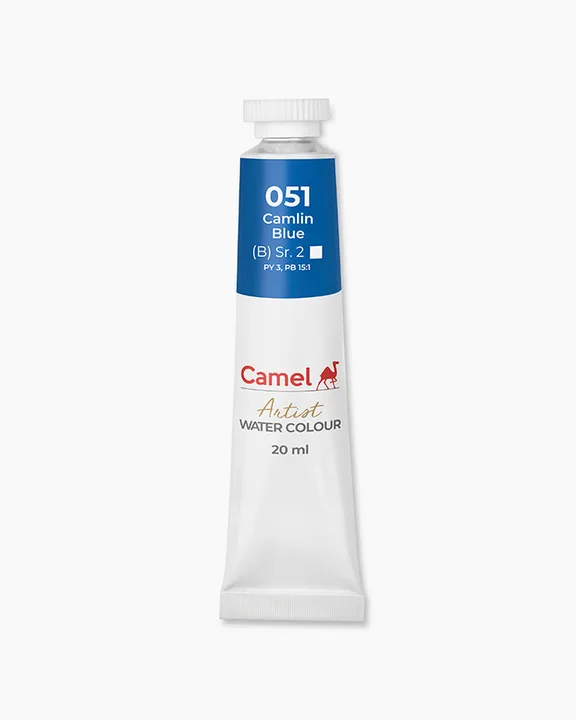 051
Camlin
Blue
(B) Sr. 2
PY 3, PB 15:1
Camel
Artist
WATER COLOUR
20 ml